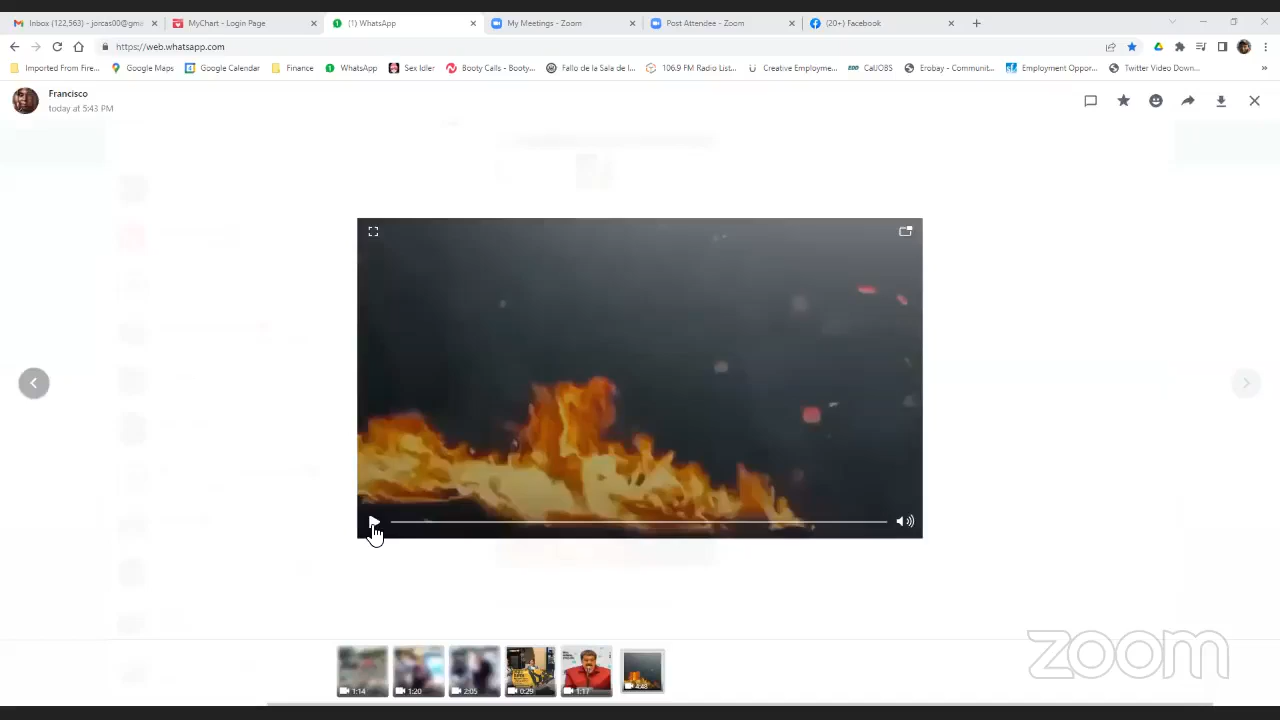 Inbox (122,563) - jorcas00@gma
MyChart - Login Page
(1) WhatsApp
My Meetings - Zoom
Post Attendee - Zoom
(20+) Facebook
https://web.whatsapp.com
Imported From Fire...
Google Maps
Google Calendar
Finance
WhatsApp
Sex Idler
Booty Calls - Booty...
Fallo de la Sala de l...
106.9 FM Radio List...
Creative Employme...
CalJOBS
Erobay - Communit...
Employment Oppor...
Twitter Video Down...
»
Francisco
today at 5:43 PM
1:14
1:20
2:05
0:29
1:17
zoom